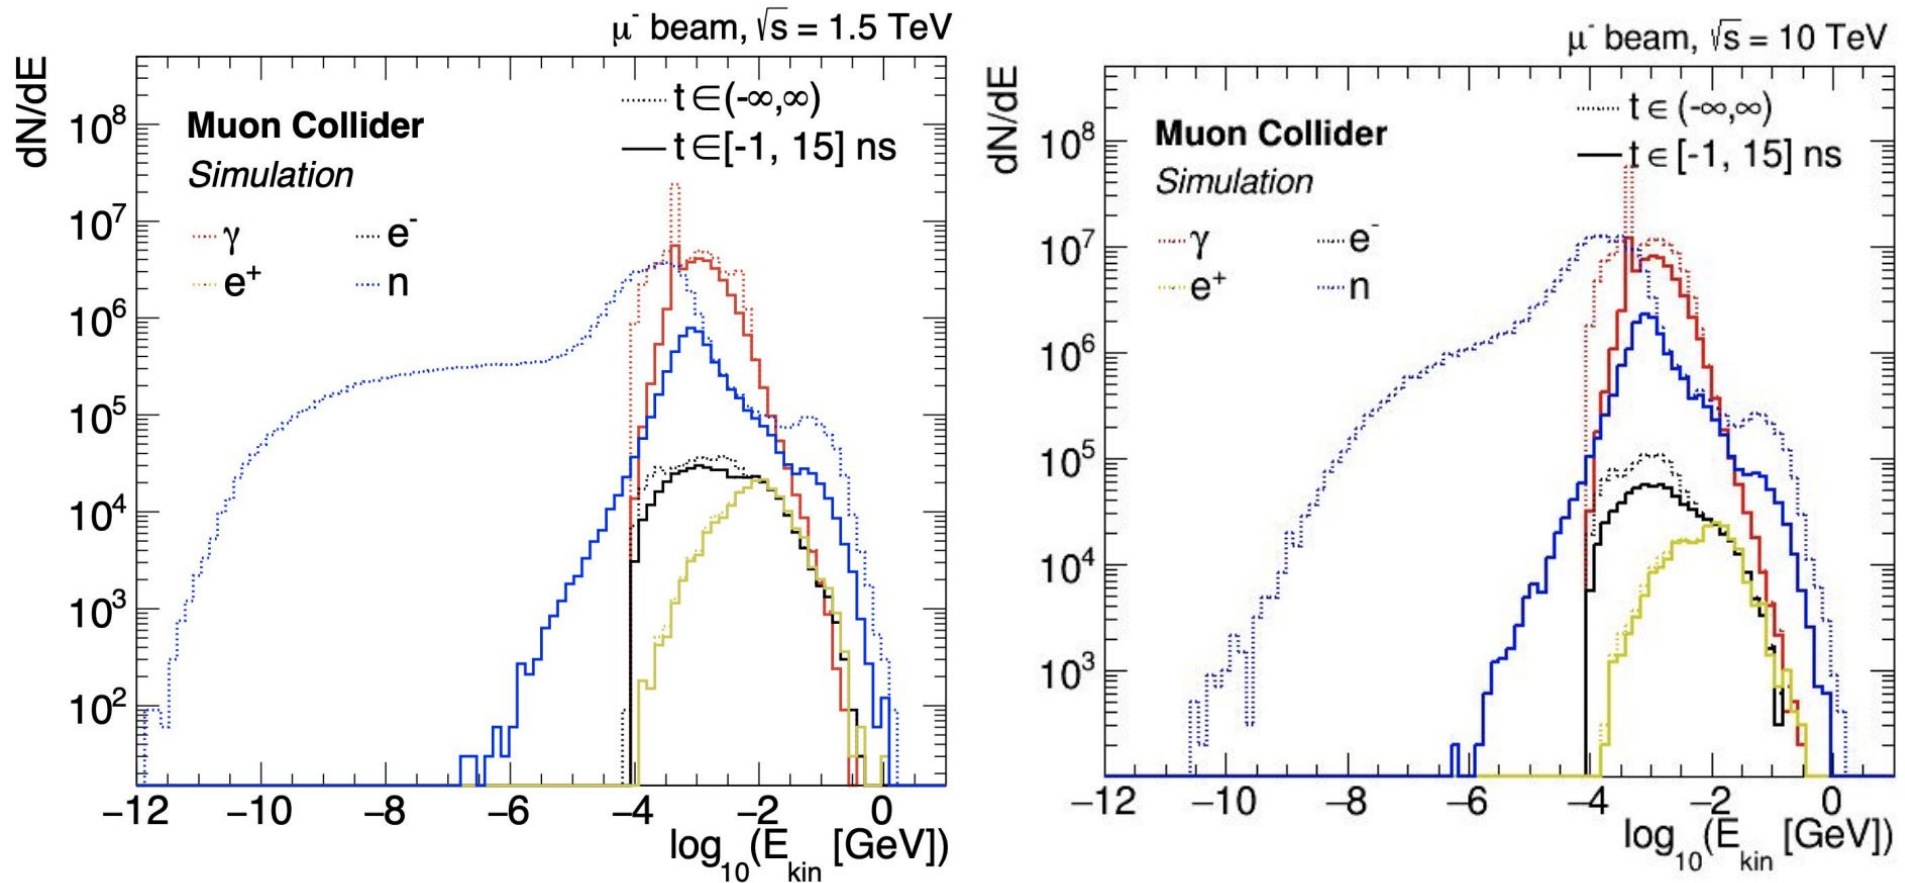 μ⁻ beam, √s = 1.5 TeV
dN/dE
Muon Collider
Simulation
t∈(-∞,∞)
t∈[-1, 15] ns
γ e⁻
e⁺ n
10⁸
10⁷
10⁶
10⁵
10⁴
10³
10²
−12 −10 −8 −6 −4 −2 0
log₁₀(E_kin [GeV])
μ⁻ beam, √s = 10 TeV
dN/dE
Muon Collider
Simulation
t∈(-∞,∞)
t∈[-1, 15] ns
γ e⁻
e⁺ n
10⁸
10⁷
10⁶
10⁵
10⁴
10³
−12 −10 −8 −6 −4 −2 0
log₁₀(E_kin [GeV])